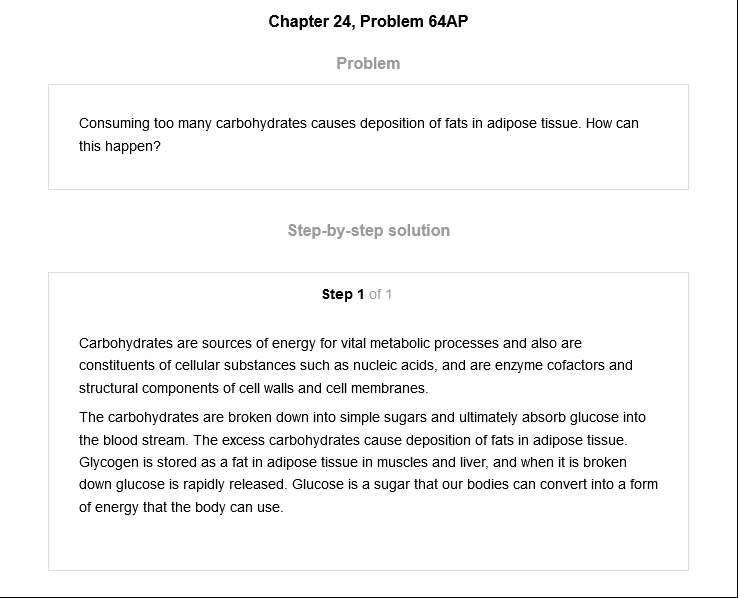 Chapter 24, Problem 64AP
Problem
Consuming too many carbohydrates causes deposition of fats in adipose tissue. How can
this happen?
Step-by-step solution
Step 1 of 1
Carbohydrates are sources of energy for vital metabolic processes and also are
constituents of cellular substances such as nucleic acids, and are enzyme cofactors and
structural components of cell walls and cell membranes.
The carbohydrates are broken down into simple sugars and ultimately absorb glucose into
the blood stream. The excess carbohydrates cause deposition of fats in adipose tissue.
Glycogen is stored as a fat in adipose tissue in muscles and liver, and when it is broken
down glucose is rapidly released. Glucose is a sugar that our bodies can convert into a form
of energy that the body can use.